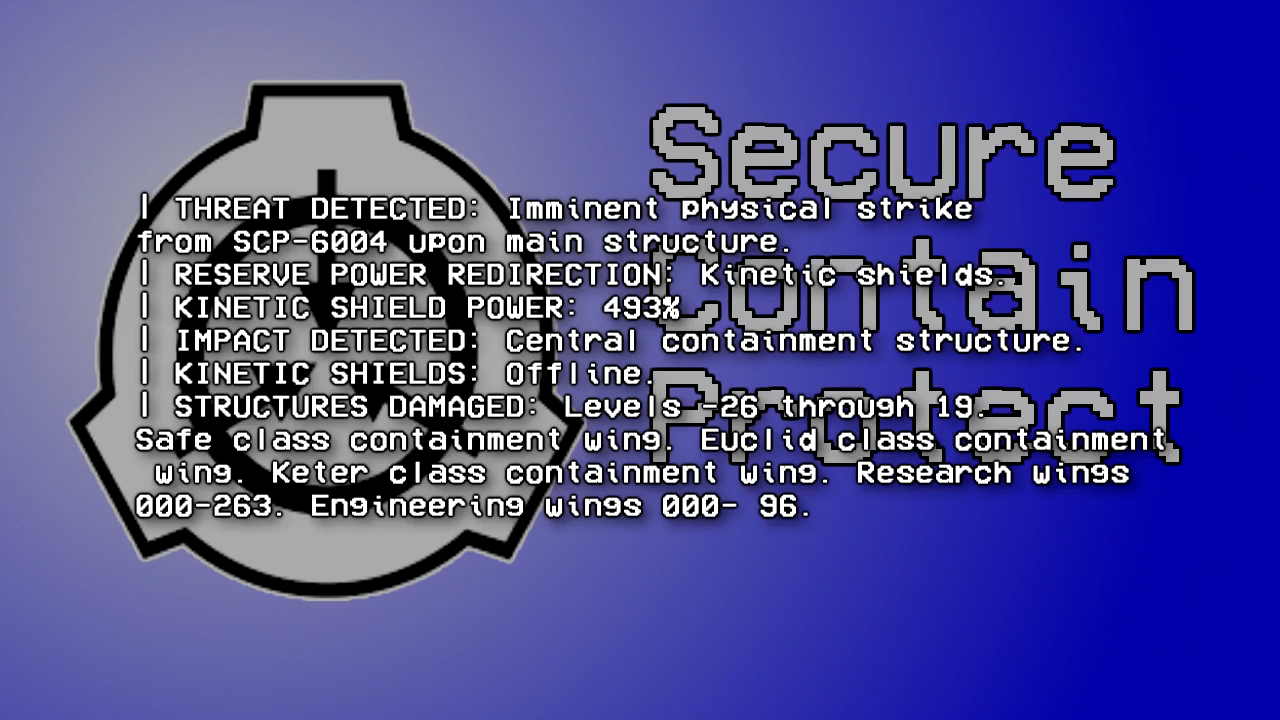 Secure
Contain
Protect
| THREAT DETECTED: Imminent physical strike
from SCP-6004 upon main structure.
| RESERVE POWER REDIRECTION: Kinetic shields.
| KINETIC SHIELD POWER: 493%
| IMPACT DETECTED: Central containment structure.
| KINETIC SHIELDS: Offline.
| STRUCTURES DAMAGED: Levels -26 through 19.
Safe class containment wing. Euclid class containment
wing. Keter class containment wing. Research wings
000-263. Engineering wings 000- 96.